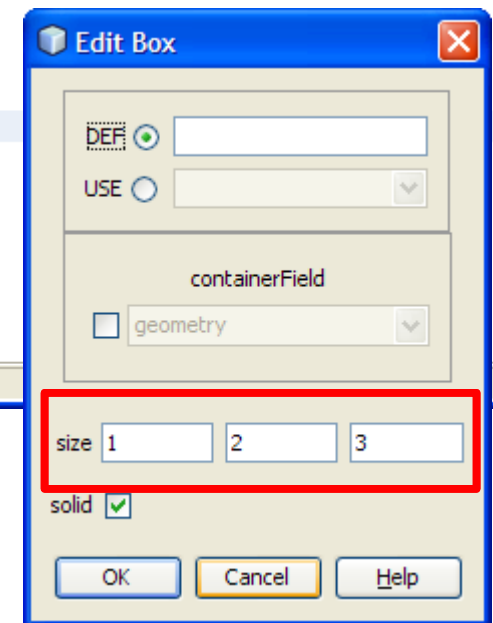 Edit Box
DEF
USE
containerField
geometry
size 1 2 3
solid
OK Cancel Help